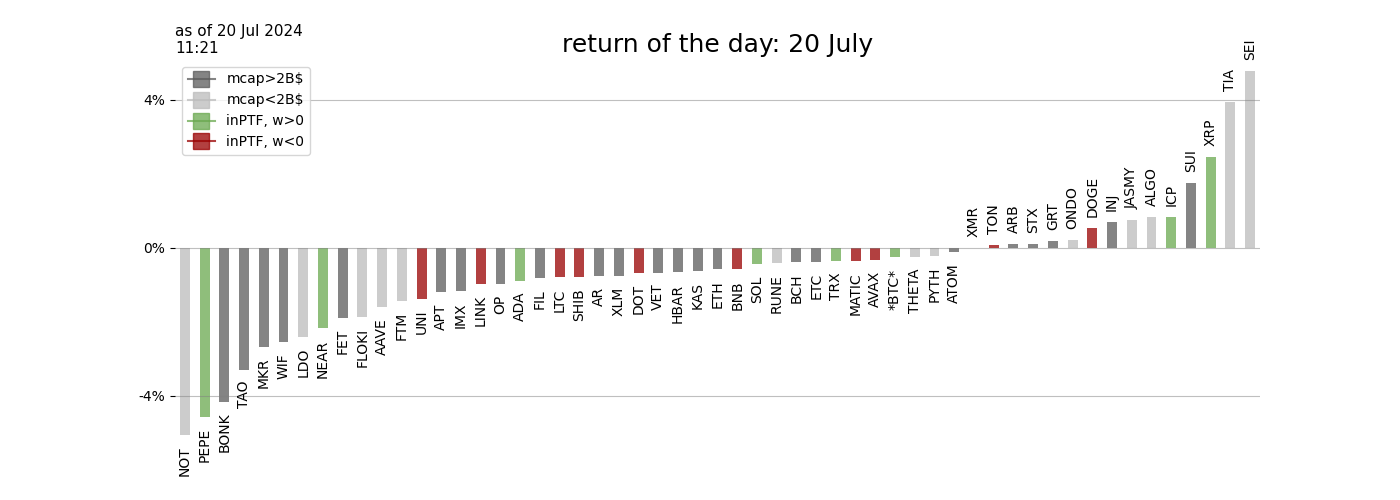 as of 20 Jul 2024
11:21
return of the day: 20 July
mcap>2B$
mcap<2B$
inPTF, w>0
inPTF, w<0
4%
0%
-4%
NOT
PEPE
BONK
TAO
MKR
WIF
LDO
NEAR
FET
FLOKI
AAVE
FTM
UNI
APT
IMX
LINK
OP
ADA
FIL
LTC
SHIB
AR
XLM
DOT
VET
HBAR
KAS
ETH
BNB
SOL
RUNE
BCH
ETC
TRX
MATIC
AVAX
*BTC*
THETA
PYTH
ATOM
XMR
TON
ARB
STX
GRT
ONDO
DOGE
INJ
JASMY
ALGO
ICP
SUI
XRP
TIA
SEI